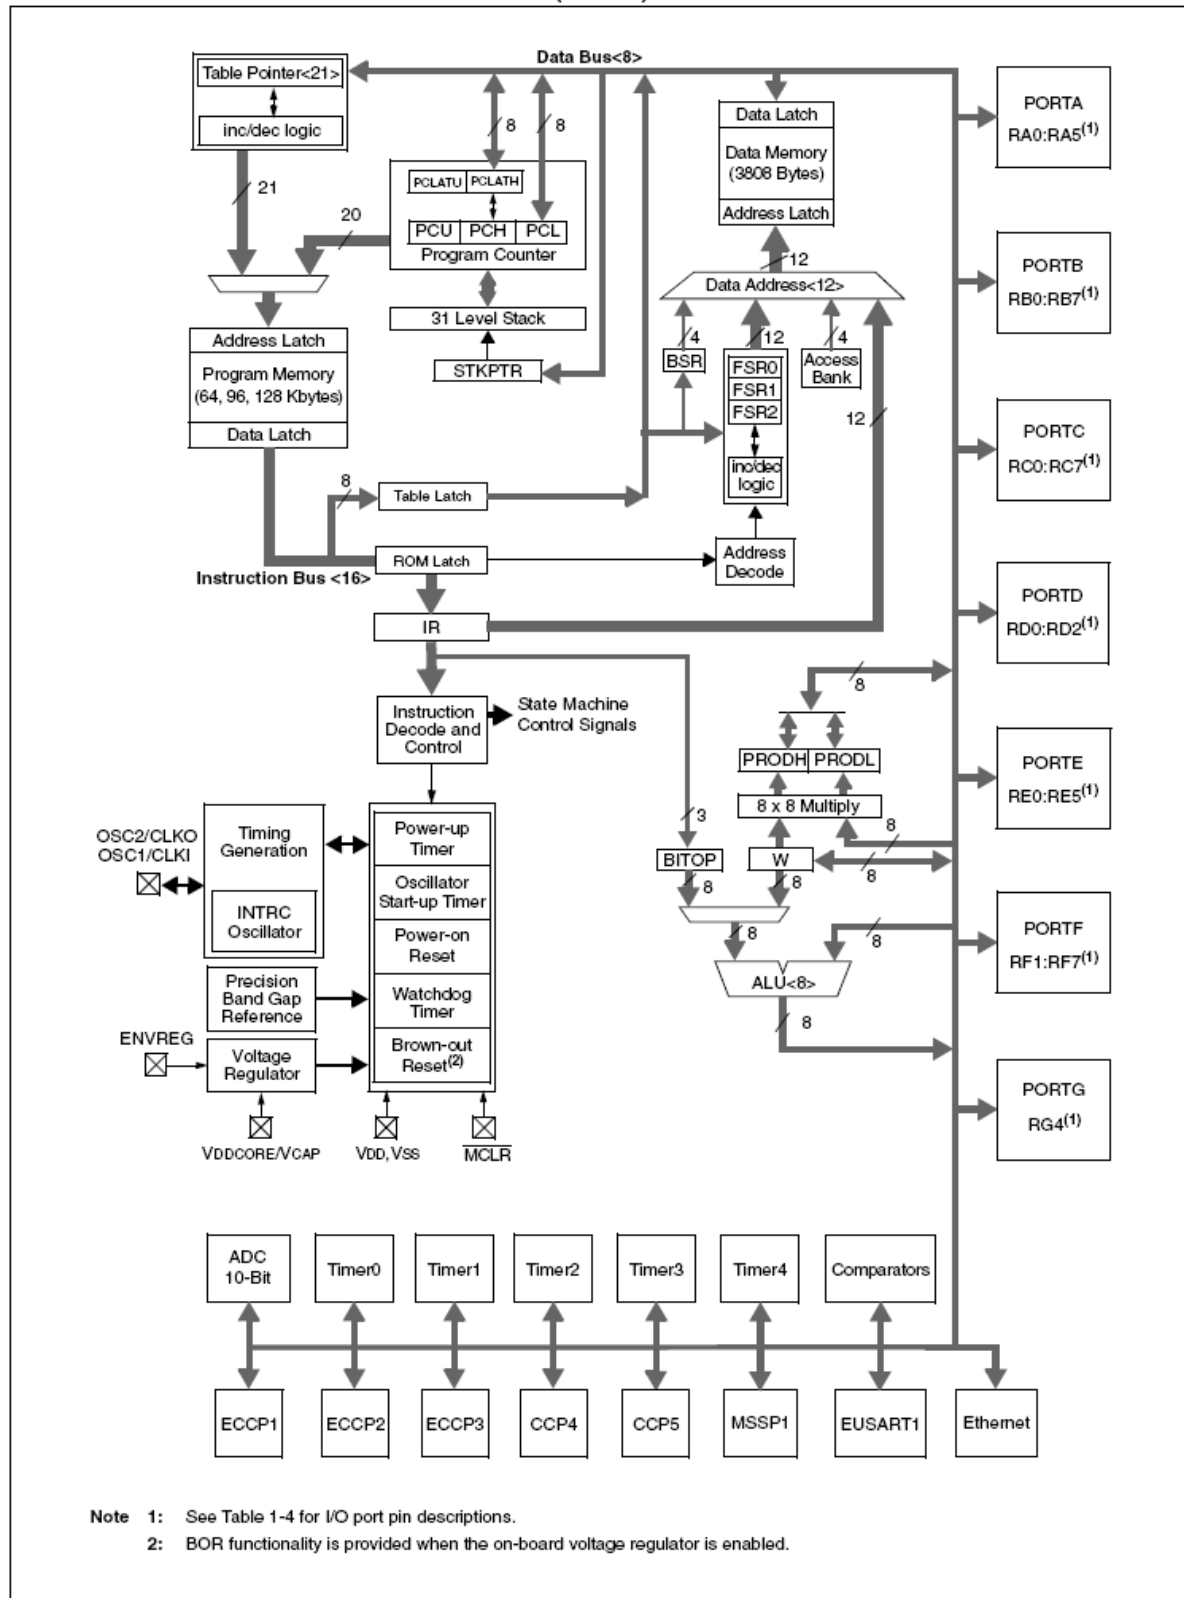 Data Bus<8>
Table Pointer<21>
inc/dec logic
21
20
8
8
PCLATU PCLATH
PCU PCH PCL
Program Counter
31 Level Stack
STKPTR
Data Latch
Data Memory
(3808 Bytes)
Address Latch
12
Data Address<12>
4
12
4
BSR
FSR0
FSR1
FSR2
inc/dec
logic
Access
Bank
12
Address Latch
Program Memory
(64, 96, 128 Kbytes)
Data Latch
8
Table Latch
ROM Latch
Instruction Bus <16>
Address
Decode
IR
Instruction
Decode and
Control
State Machine
Control Signals
8
PRODH PRODL
8 x 8 Multiply
3
8
BITOP
W
8
8
8
8
8
ALU<8>
8
OSC2/CLKO
OSC1/CLKI
Timing
Generation
INTRC
Oscillator
Power-up
Timer
Oscillator
Start-up Timer
Power-on
Reset
Watchdog
Timer
Brown-out
Reset(2)
Precision
Band Gap
Reference
ENVREG
Voltage
Regulator
VDDCORE/VCAP
VDD, VSS
MCLR
PORTA
RA0:RA5(1)
PORTB
RB0:RB7(1)
PORTC
RC0:RC7(1)
PORTD
RD0:RD2(1)
PORTE
RE0:RE5(1)
PORTF
RF1:RF7(1)
PORTG
RG4(1)
ADC
10-Bit
Timer0
Timer1
Timer2
Timer3
Timer4
Comparators
ECCP1
ECCP2
ECCP3
CCP4
CCP5
MSSP1
EUSART1
Ethernet
Note 1: See Table 1-4 for I/O port pin descriptions.
2: BOR functionality is provided when the on-board voltage regulator is enabled.